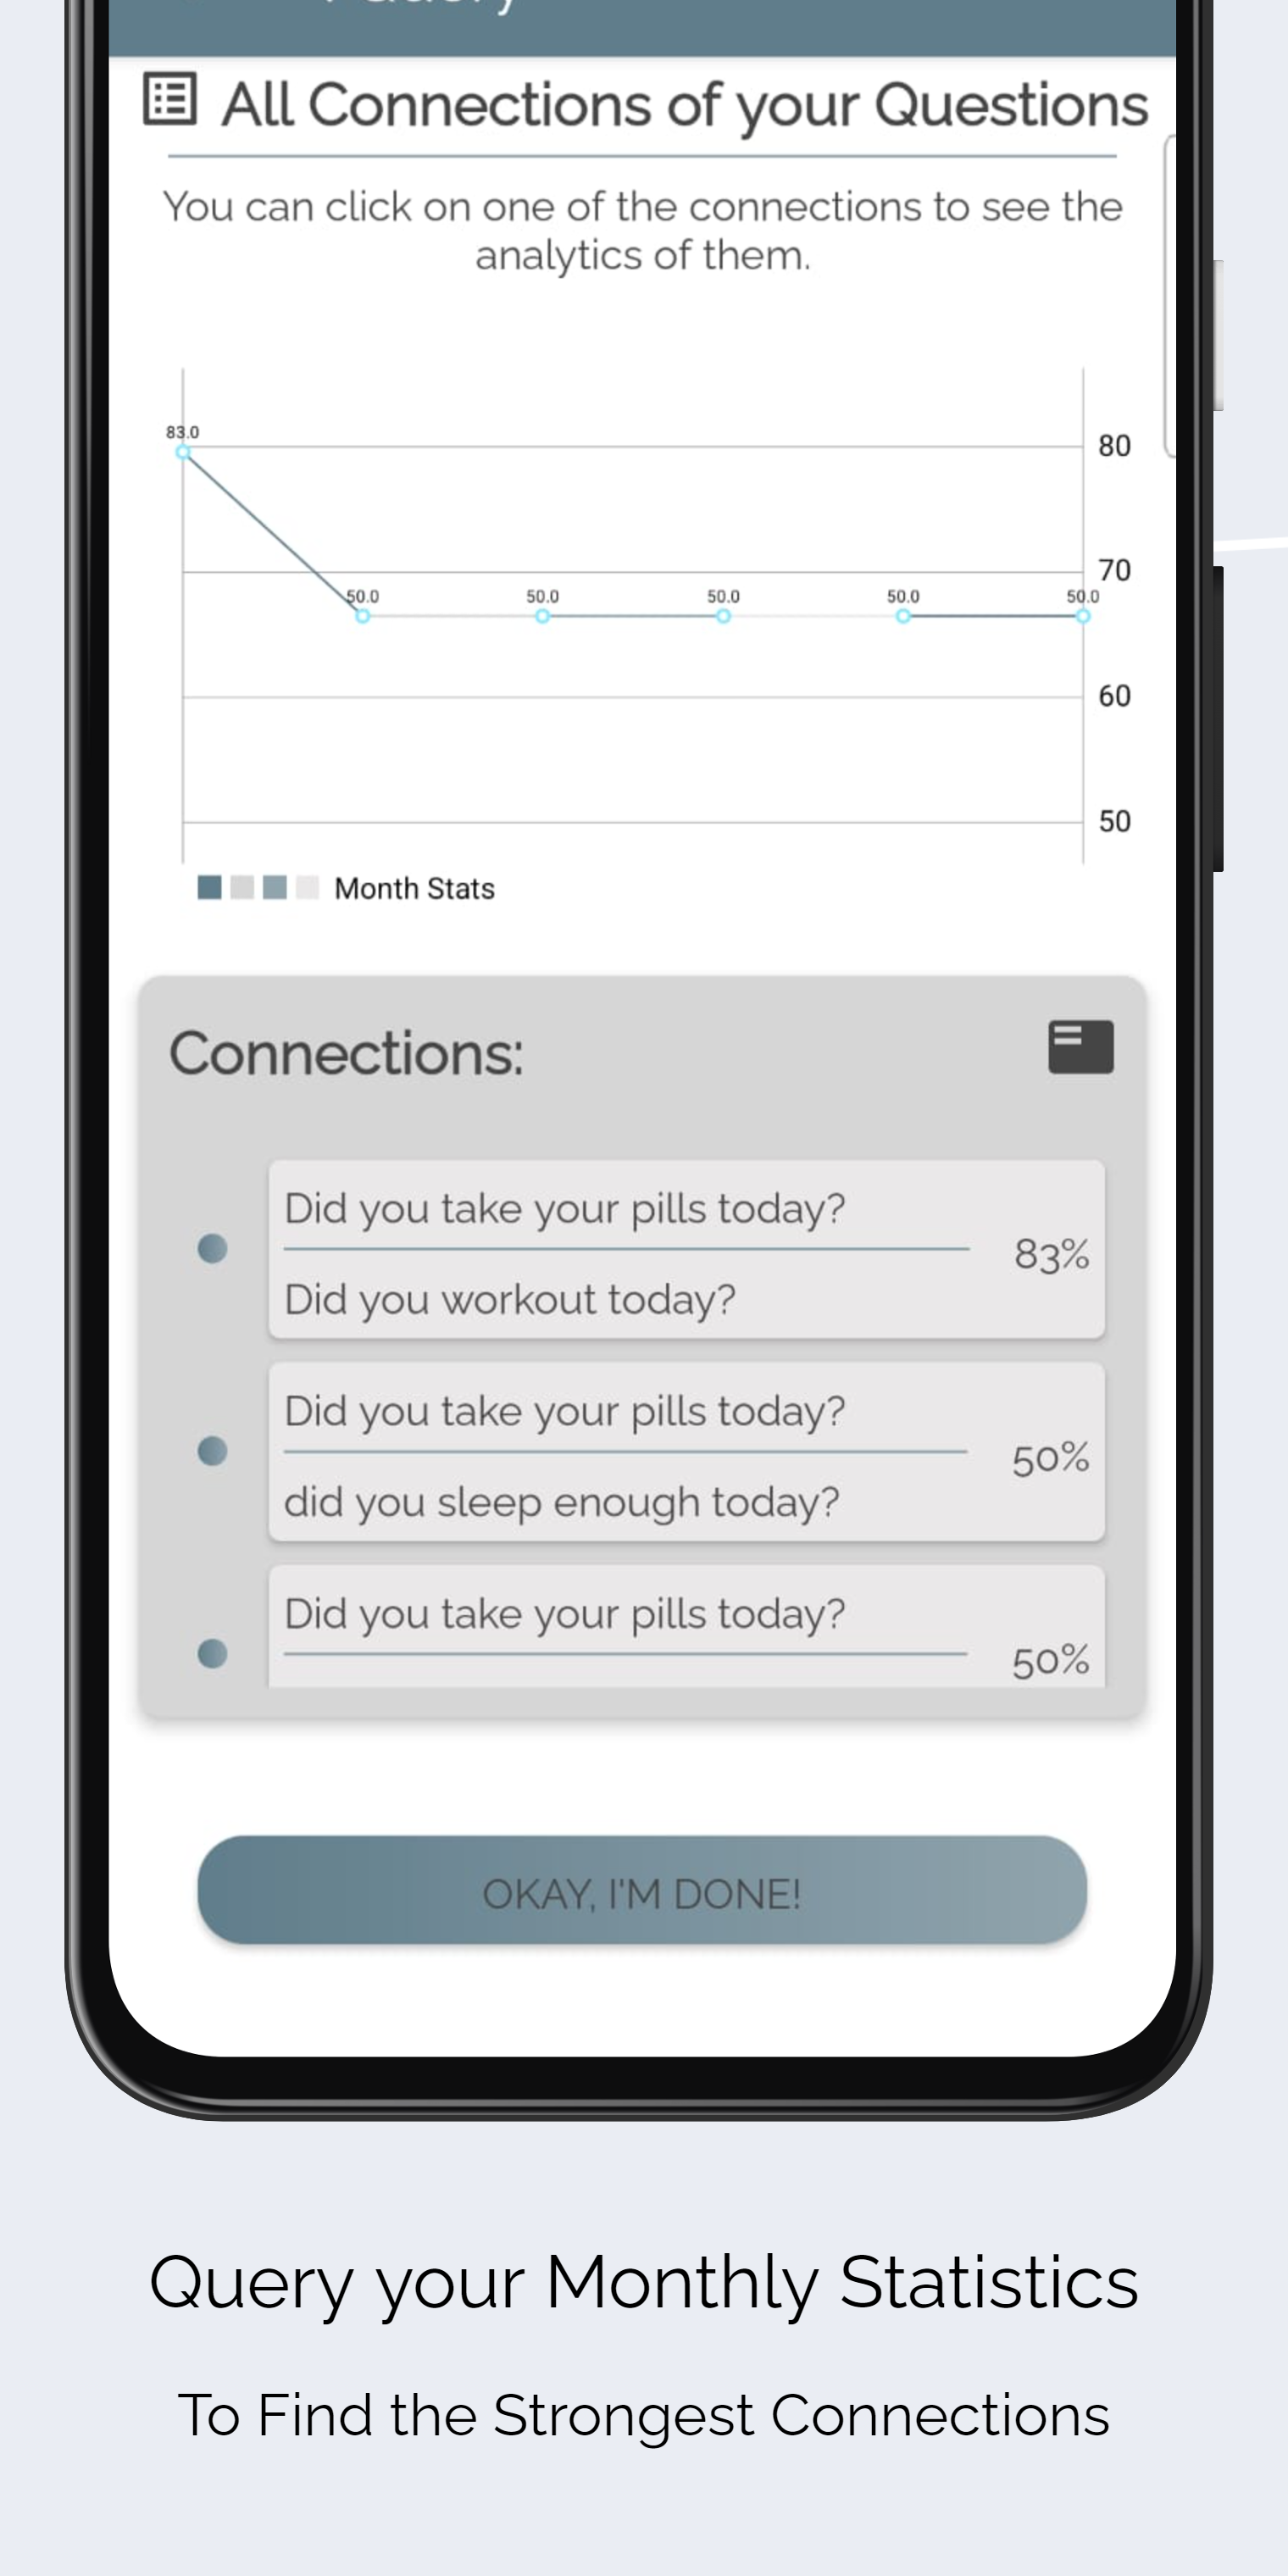 All Connections of your Questions
You can click on one of the connections to see the
analytics of them.
83.0
80
70
50.0 50.0 50.0 50.0 50.0
60
50
Month Stats
Connections:
Did you take your pills today?
83%
Did you workout today?
Did you take your pills today?
50%
did you sleep enough today?
Did you take your pills today?
50%
OKAY, I'M DONE!
Query your Monthly Statistics
To Find the Strongest Connections